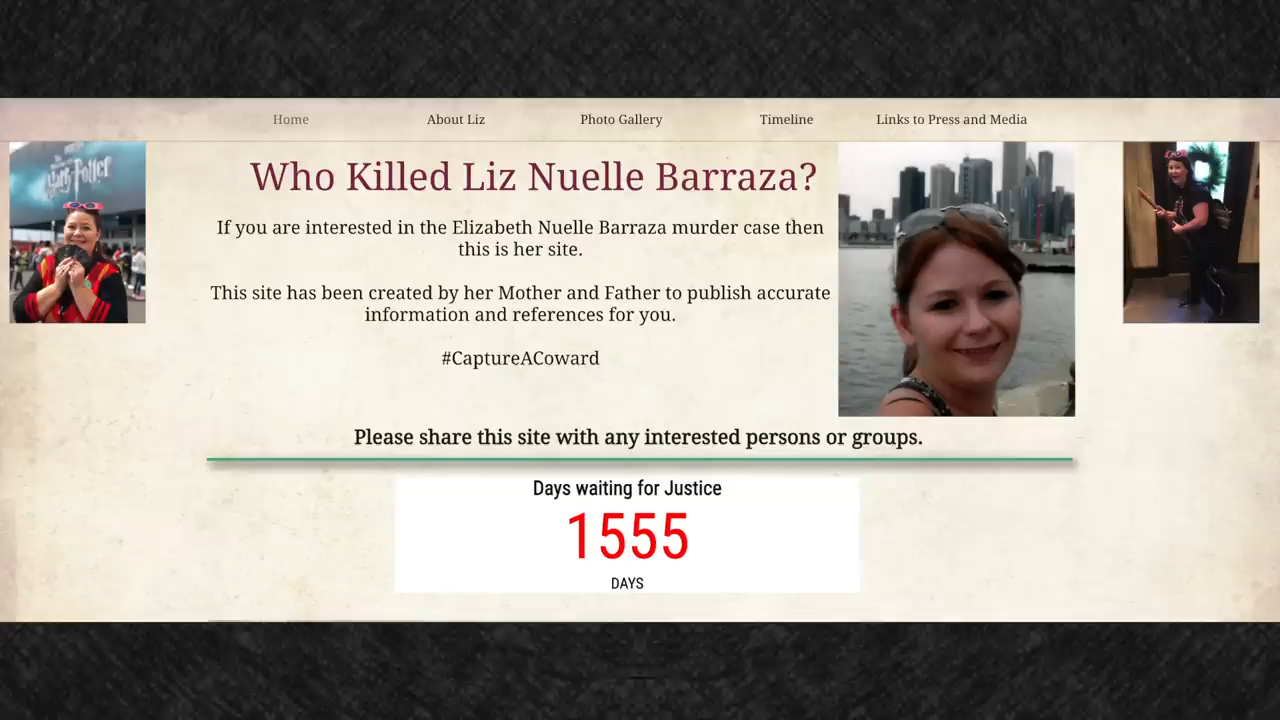 Home About Liz Photo Gallery Timeline Links to Press and Media
Harry Potter
Who Killed Liz Nuelle Barraza?
If you are interested in the Elizabeth Nuelle Barraza murder case then
this is her site.
This site has been created by her Mother and Father to publish accurate
information and references for you.
#CaptureACoward
Please share this site with any interested persons or groups.
Days waiting for Justice
1555
DAYS